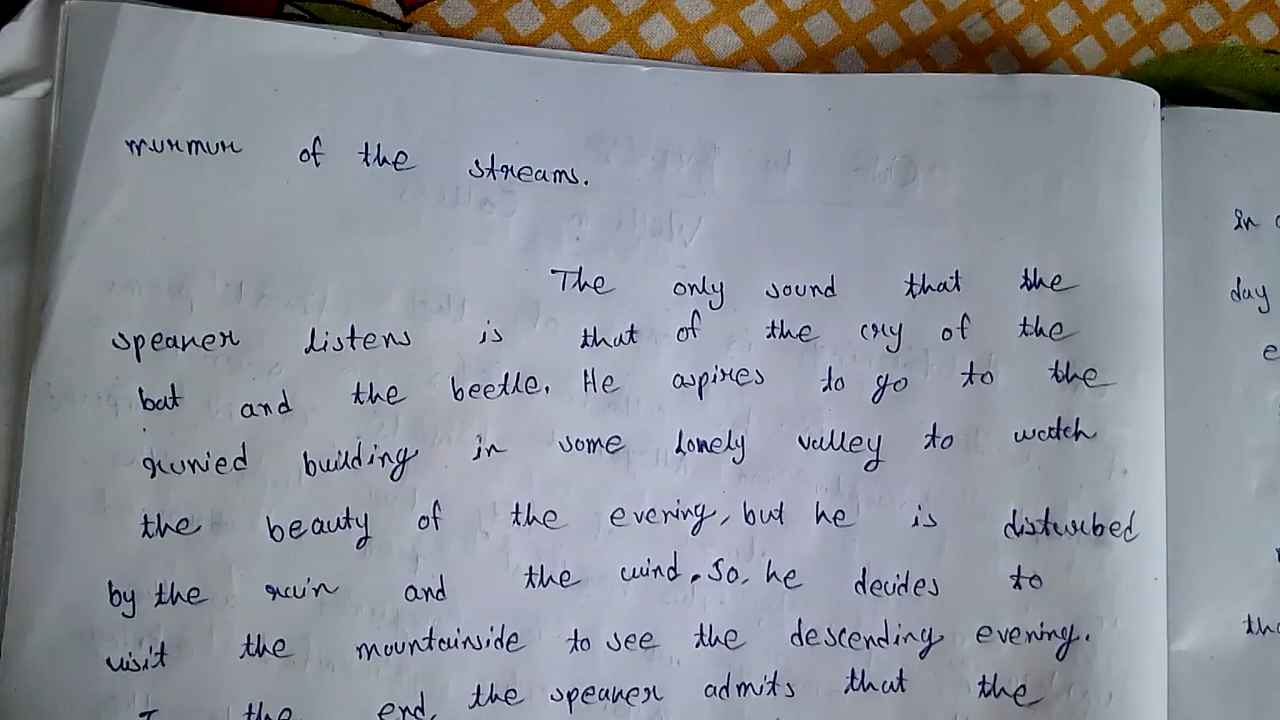 murmur of the streams.
The only sound that the
speaker listens is that of the cry of the
bat and the beetle. He aspires to go to the
runied building in some lonely valley to watch
the beauty of the evening, but he is disturbed
by the rain and the wind. So, he decides to
visit the mountainside to see the descending evening.
the end, the speaker admits that the
In
day